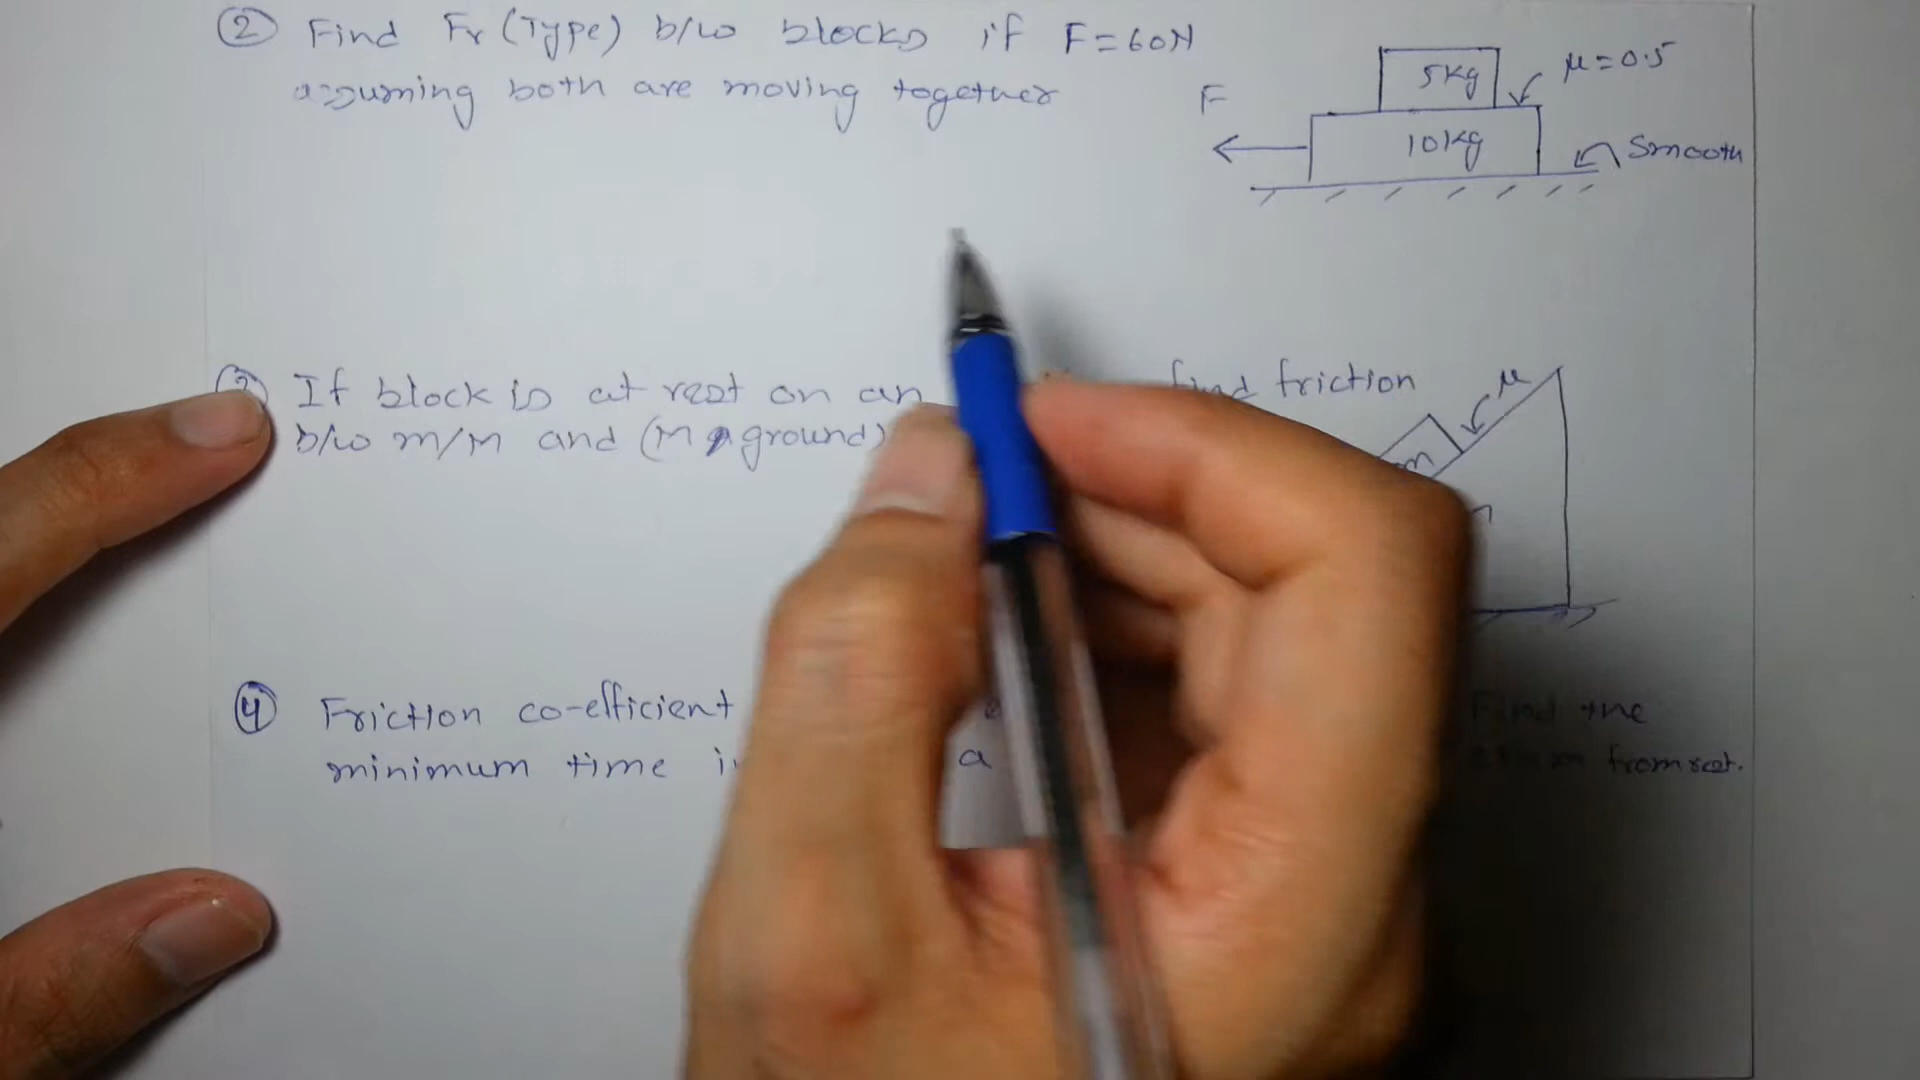 ② Find Fr (Type) b/w blocks if F=60N
assuming both are moving together
F
5kg
μ=0.5
10kg
Smooth
If block is at rest on an find friction
b/w m/M and (M ground)
μ
m
④ Friction co-efficient Find the
minimum time a from rest.